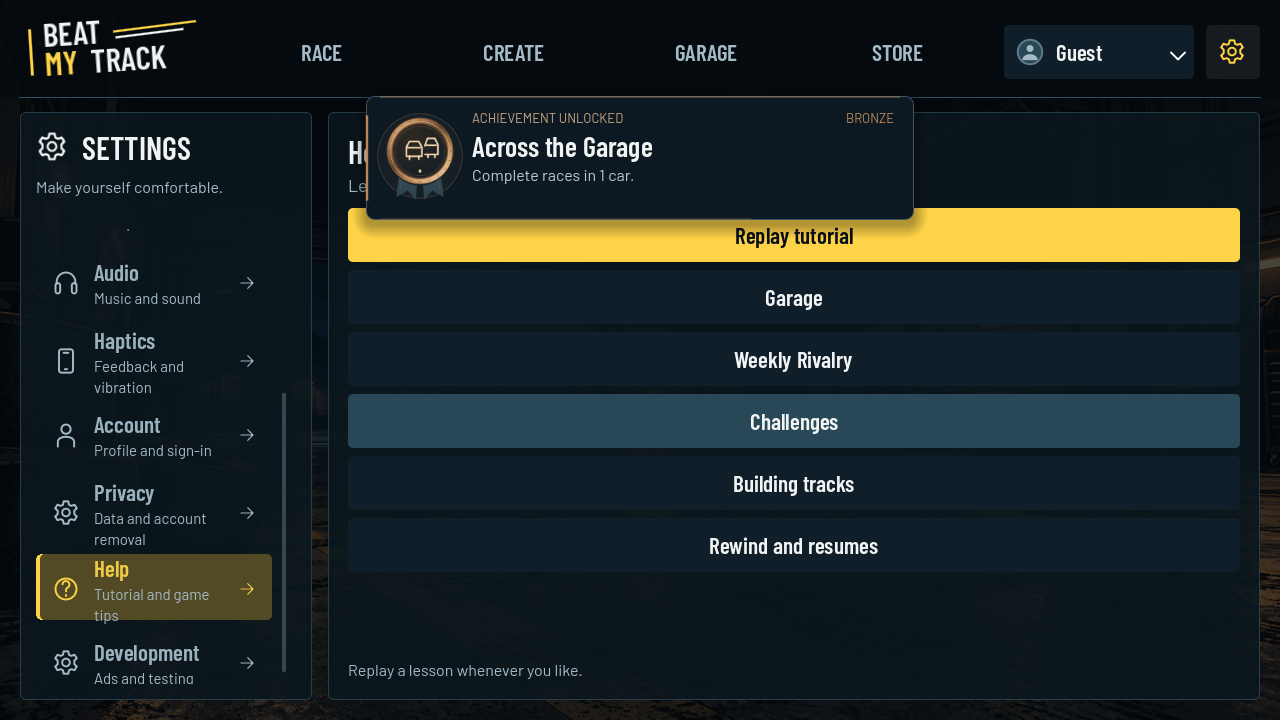 BEAT
MY TRACK
RACE
CREATE
GARAGE
STORE
Guest
SETTINGS
Make yourself comfortable.
Audio
Music and sound
Haptics
Feedback and
vibration
Account
Profile and sign-in
Privacy
Data and account
removal
Help
Tutorial and game
tips
Development
Ads and testing
ACHIEVEMENT UNLOCKED
BRONZE
Across the Garage
Complete races in 1 car.
Replay tutorial
Garage
Weekly Rivalry
Challenges
Building tracks
Rewind and resumes
Replay a lesson whenever you like.